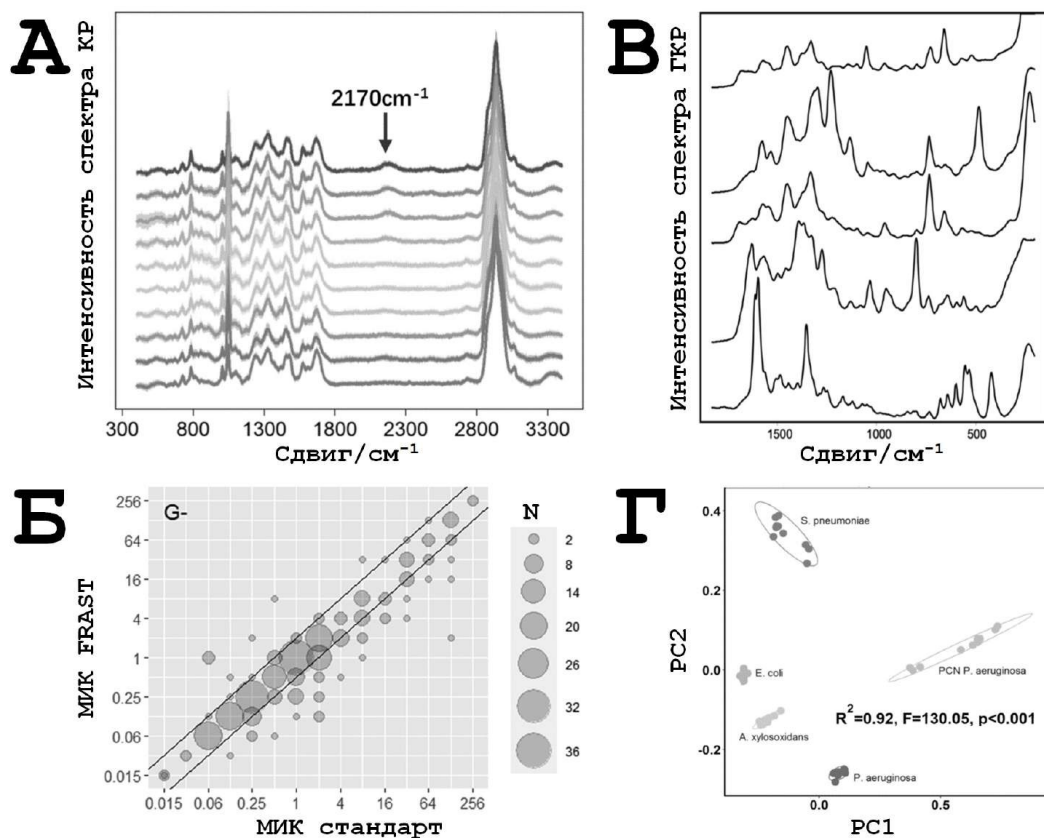 А
Интенсивность спектра КР
2170cm-1
300 800 1300 1800 2300 2800 3300
Сдвиг/см-1
В
Интенсивность спектра ГКР
1500 1000 500
Сдвиг/см-1
Б
G-
МИК FRAST
256
64
16
4
1
0.25
0.06
0.015
0.015 0.06 0.25 1 4 16 64 256
МИК стандарт
N
2
8
14
20
26
32
36
Г
PC2
0.4
0.2
0.0
-0.2
S. pneumoniae
E. coli
PCN P. aeruginosa
A. xylosoxidans
R2=0.92, F=130.05, p<0.001
P. aeruginosa
0.0 0.5
PC1